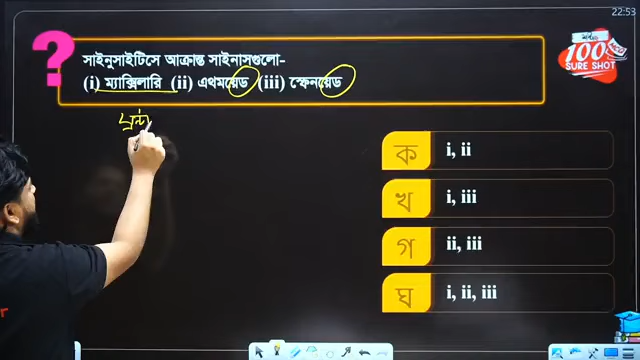 22:53
সাইনুসাইটিসে আক্রান্ত সাইনাসগুলো-
(i) ম্যাক্সিলারি (ii) এথময়েড (iii) স্ফেনয়েড
100
SURE SHOT
ক i, ii
খ i, iii
গ ii, iii
ঘ i, ii, iii